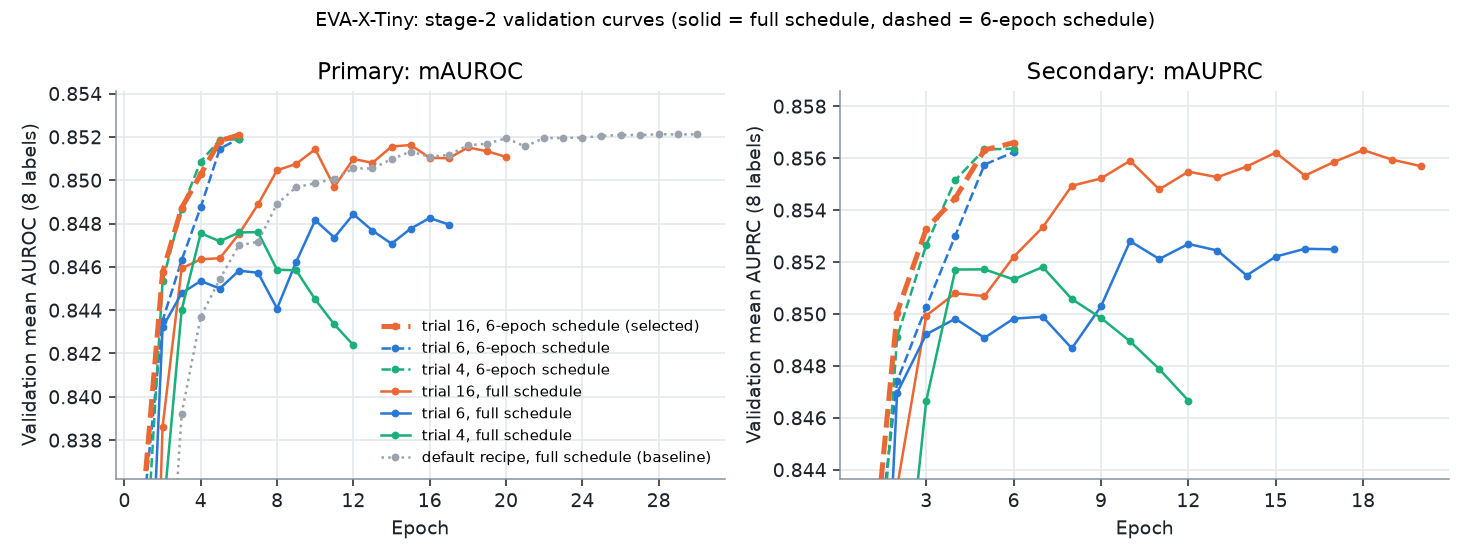 EVA-X-Tiny: stage-2 validation curves (solid = full schedule, dashed = 6-epoch schedule)
Primary: mAUROC
Validation mean AUROC (8 labels)
0.854
0.852
0.850
0.848
0.846
0.844
0.842
0.840
0.838
0 4 8 12 16 20 24 28
Epoch
trial 16, 6-epoch schedule (selected)
trial 6, 6-epoch schedule
trial 4, 6-epoch schedule
trial 16, full schedule
trial 6, full schedule
trial 4, full schedule
default recipe, full schedule (baseline)
Secondary: mAUPRC
Validation mean AUPRC (8 labels)
0.858
0.856
0.854
0.852
0.850
0.848
0.846
0.844
3 6 9 12 15 18
Epoch